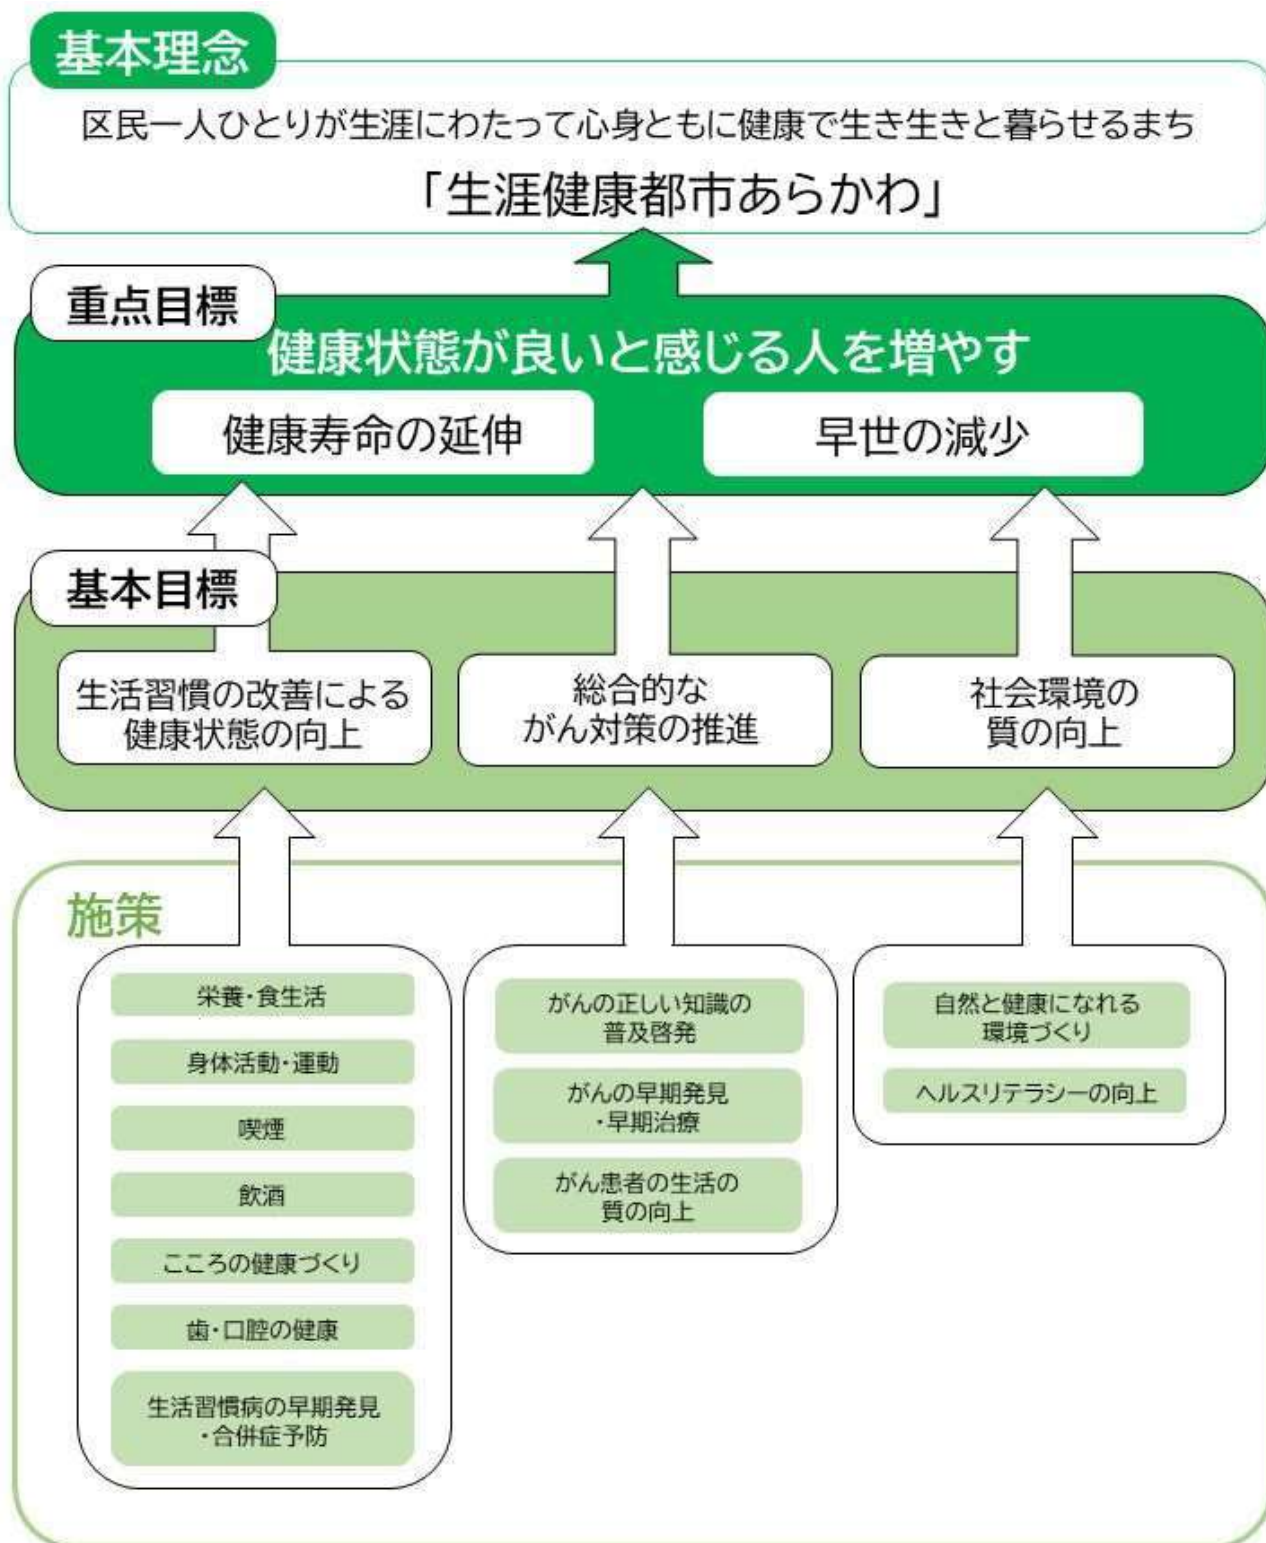 基本理念
区民一人ひとりが生涯にわたって心身ともに健康で生き生きと暮らせるまち
「生涯健康都市あらかわ」
重点目標
健康状態が良いと感じる人を増やす
健康寿命の延伸
早世の減少
基本目標
生活習慣の改善による
健康状態の向上
総合的な
がん対策の推進
社会環境の
質の向上
施策
栄養・食生活
身体活動・運動
喫煙
飲酒
こころの健康づくり
歯・口腔の健康
生活習慣病の早期発見
・合併症予防
がんの正しい知識の
普及啓発
がんの早期発見
・早期治療
がん患者の生活の
質の向上
自然と健康になれる
環境づくり
ヘルスリテラシーの向上